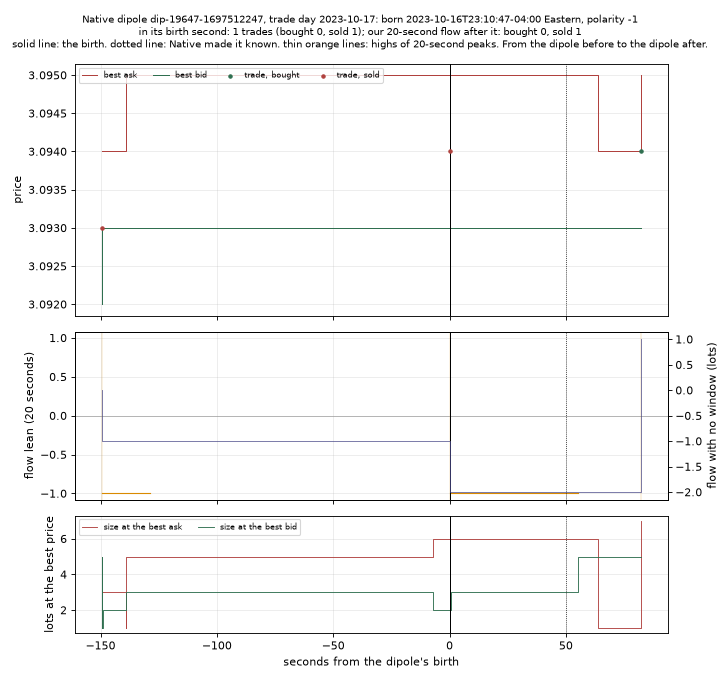 Native dipole dip-19647-1697512247, trade day 2023-10-17: born 2023-10-16T23:10:47-04:00 Eastern, polarity -1
in its birth second: 1 trades (bought 0, sold 1); our 20-second flow after it: bought 0, sold 1
solid line: the birth. dotted line: Native made it known. thin orange lines: highs of 20-second peaks. From the dipole before to the dipole after.
best ask best bid trade, bought trade, sold
3.0950
3.0945
3.0940
3.0935
3.0930
3.0925
3.0920
price
1.0
0.5
0.0
−0.5
−1.0
flow lean (20 seconds)
1.0
0.5
0.0
−0.5
−1.0
−1.5
−2.0
flow with no window (lots)
size at the best ask size at the best bid
6
4
2
lots at the best price
−150 −100 −50 0 50
seconds from the dipole's birth